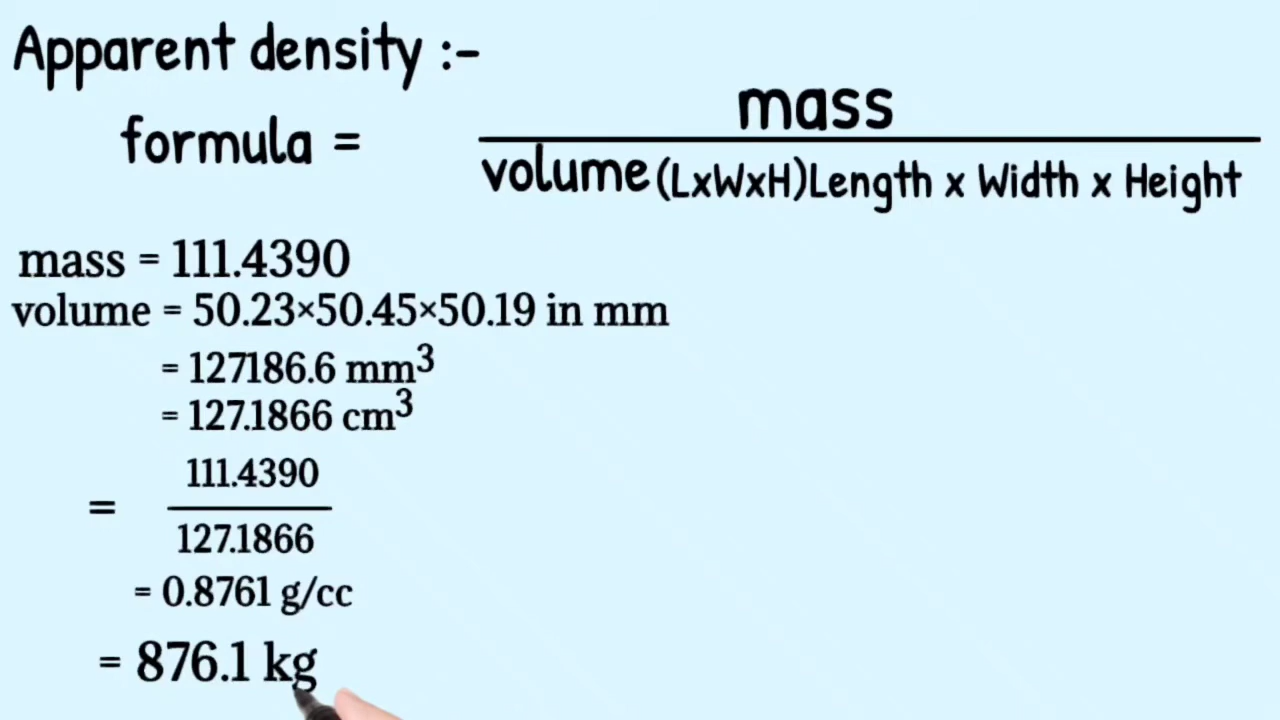 Apparent density :-
formula = mass
volume (LxWxH)Length x Width x Height
mass = 111.4390
volume = 50.23×50.45×50.19 in mm
= 127186.6 mm³
= 127.1866 cm³
= 111.4390
127.1866
= 0.8761 g/cc
= 876.1 kg